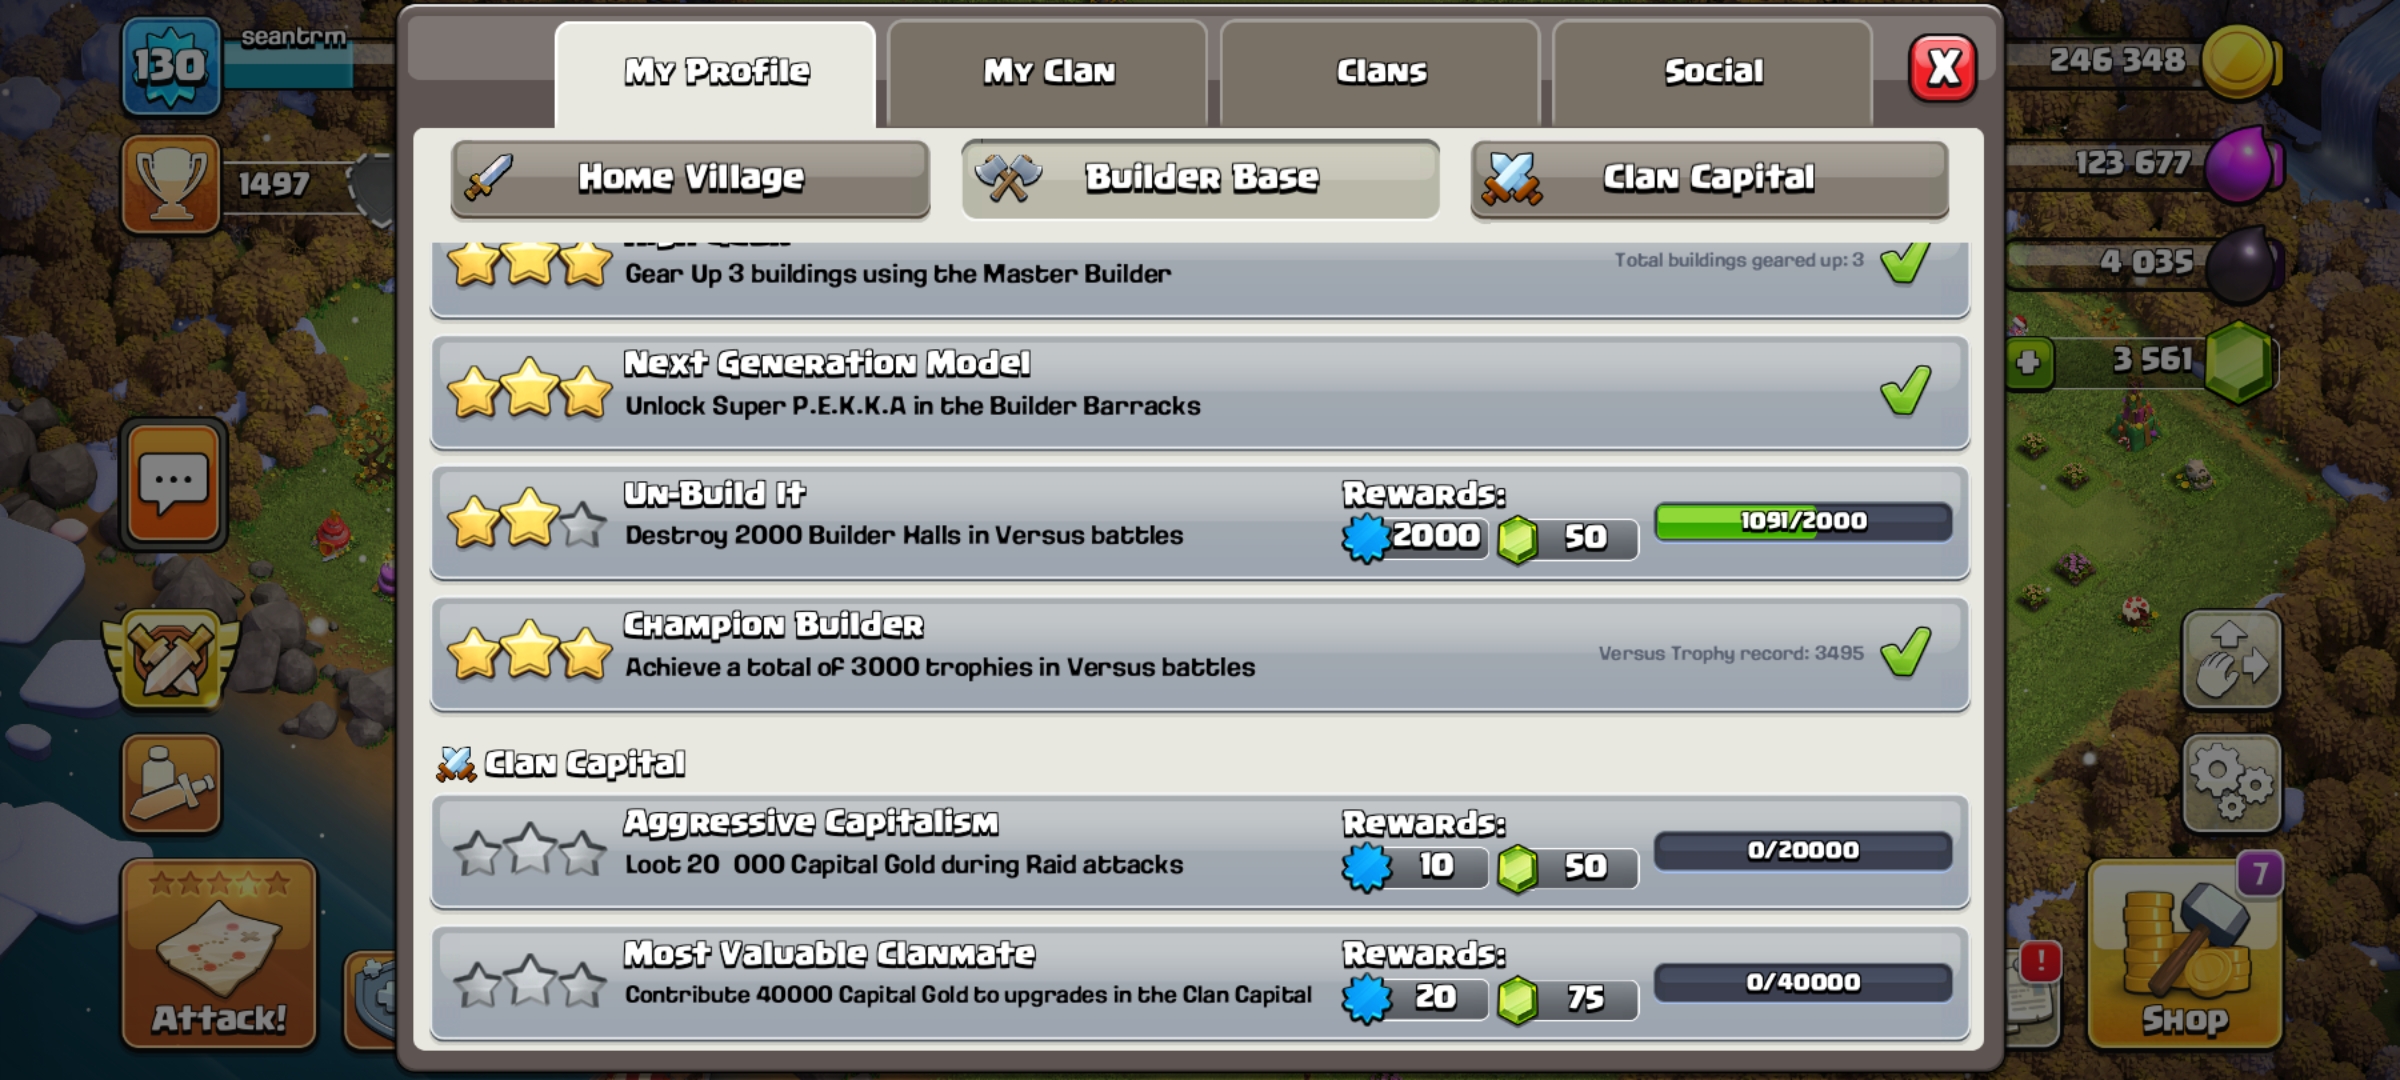 130
seantrm
My Profile
My Clan
Clans
Social
X
246 348
1497
Home Village
Builder Base
Clan Capital
123 677
Gear Up 3 buildings using the Master Builder
Total buildings geared up: 3
4 035
Next Generation Model
Unlock Super P.E.K.K.A in the Builder Barracks
3 561
Un-Build It
Destroy 2000 Builder Halls in Versus battles
Rewards:
2000
50
1091/2000
Champion Builder
Achieve a total of 3000 trophies in Versus battles
Versus Trophy record: 3495
Clan Capital
Aggressive Capitalism
Loot 20 000 Capital Gold during Raid attacks
Rewards:
10
50
0/20000
Most Valuable Clanmate
Contribute 40000 Capital Gold to upgrades in the Clan Capital
Rewards:
20
75
0/40000
Attack!
7
!
Shop